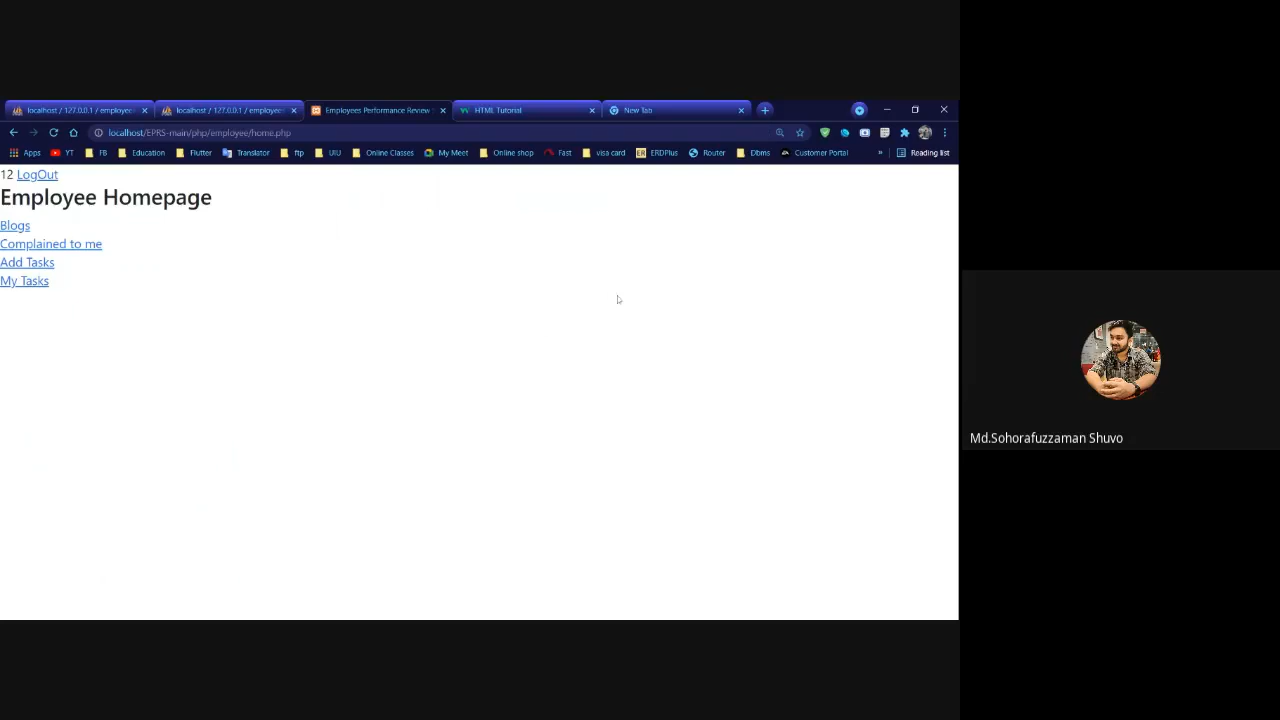 localhost / 127.0.0.1 / employee
localhost / 127.0.0.1 / employee
Employees Performance Review
HTML Tutorial
New Tab
localhost/EPRS-main/php/employee/home.php
Apps YT FB Education Flutter Translator ftp UIU Online Classes My Meet Online shop Fast visa card ERDPlus Router Dbms Customer Portal » Reading list
12 LogOut
Employee Homepage
Blogs
Complained to me
Add Tasks
My Tasks
Md.Sohorafuzzaman Shuvo